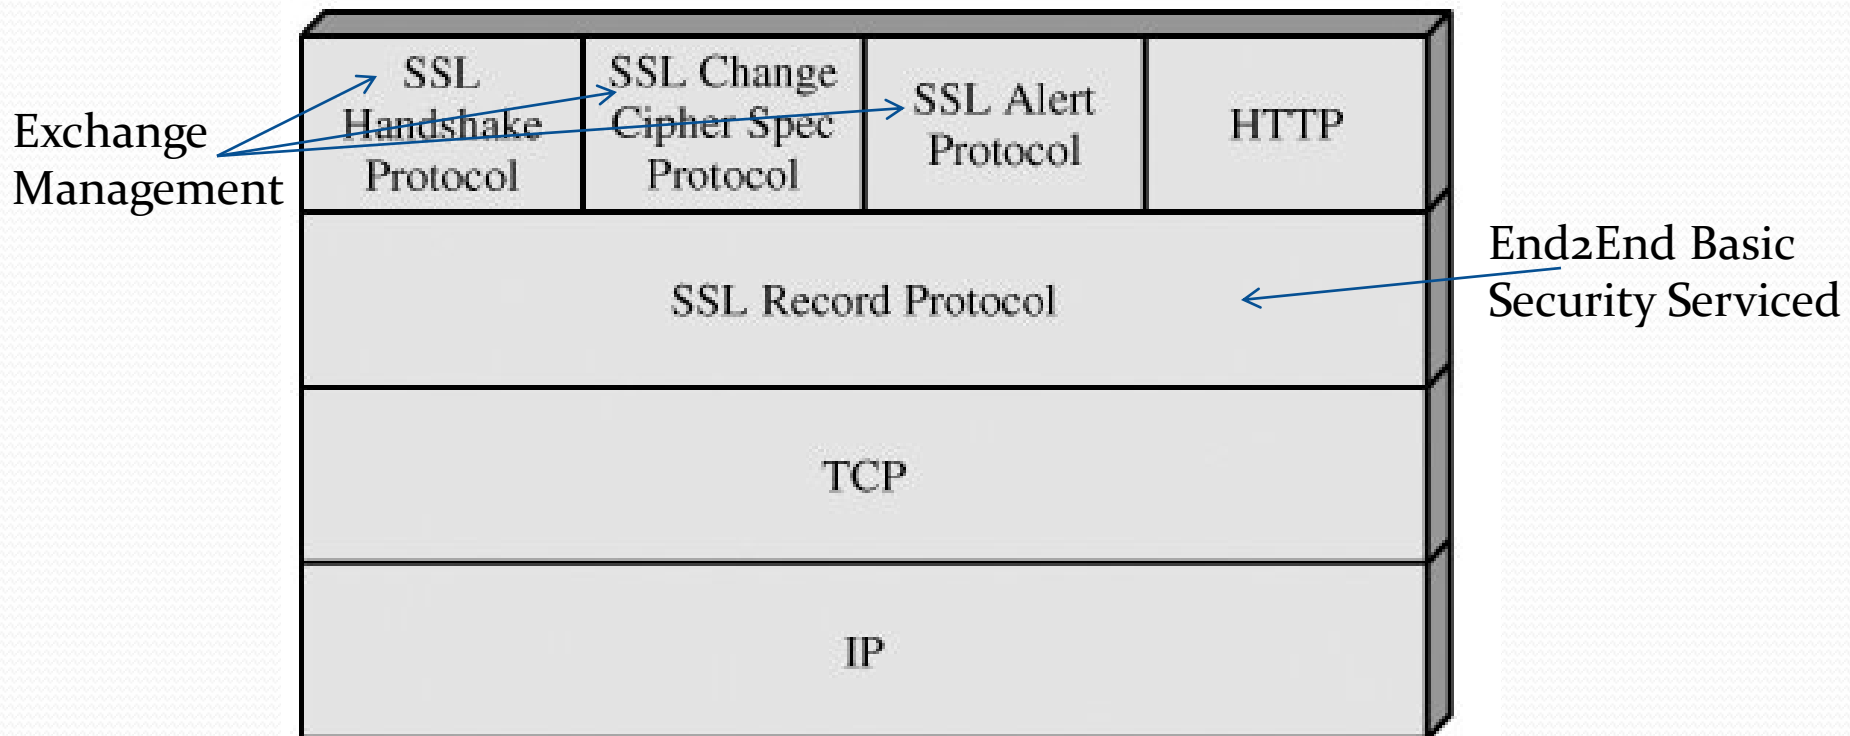 Exchange
Management
SSL
Handshake
Protocol
SSL Change
Cipher Spec
Protocol
SSL Alert
Protocol
HTTP
End2End Basic
Security Serviced
SSL Record Protocol
TCP
IP